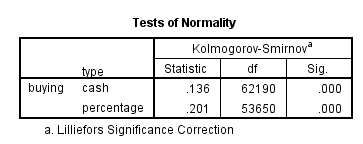 Tests of Normality
Kolmogorov-Smirnovᵃ
type Statistic df Sig.
buying cash .136 62190 .000
percentage .201 53650 .000
a. Lilliefors Significance Correction